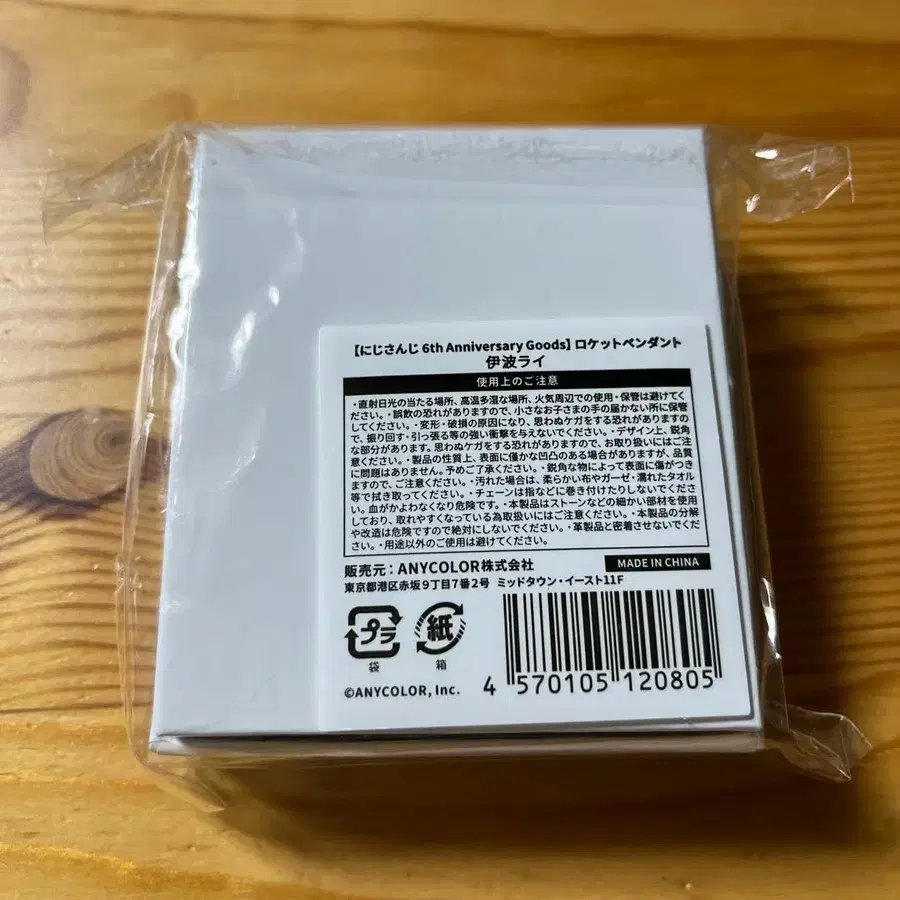 【にじさんじ 6th Anniversary Goods】ロケットペンダント
伊波ライ
使用上のご注意
・直射日光の当たる場所、高温多湿な場所、火気周辺での使用・保管は避けてく
ださい。・誤飲の恐れがありますので、小さなお子さまの手の届かない所に保管
してください。・変形・破損の原因になり、思わぬケガをする恐れがありますの
で、振り回す・引っ張る等の強い衝撃を与えないでください。・デザイン上、鋭角
な部分があります。思わぬケガをする恐れがありますので、お取り扱いにはご注
意ください。・製品の性質上、表面に僅かな凹凸のある場合がありますが、品質
に問題はありません。予めご了承ください。・鋭角な物によって表面に傷がつき
ますので、ご注意ください。・汚れた場合は、柔らかい布やガーゼ・濡れたタオル
等で拭き取ってください。・チェーンは指などに巻き付けたりしないでくださ
い。血がかよわなくなり危険です。・本製品はストーンなどの細かい部材を使用
しており、取れやすくなっている為取扱いにはご注意ください。・本製品の分解
や改造は危険ですので絶対にしないでください。・革製品と密着させないでくだ
さい。・用途以外のご使用は避けてください。
販売元：ANYCOLOR株式会社
MADE IN CHINA
東京都港区赤坂9丁目7番2号 ミッドタウン・イースト11F
プラ
袋
紙
箱
©ANYCOLOR, Inc.
4 570105 120805